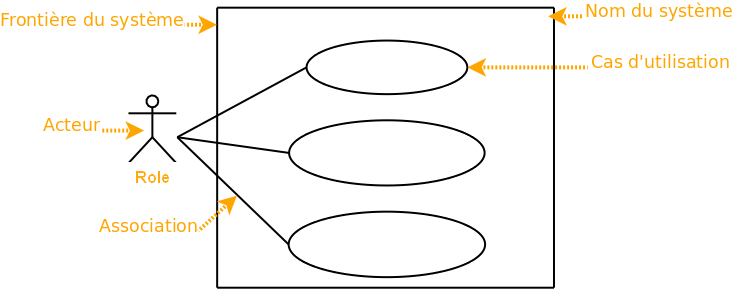 Nom du système
Frontière du système
Cas d'utilisation
Acteur
Role
Association